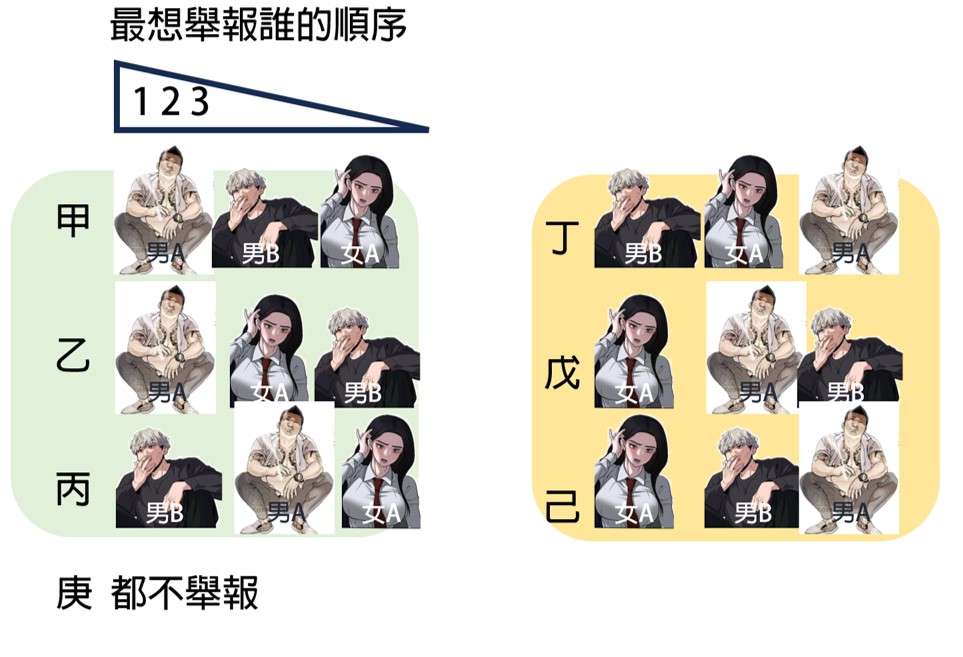 最想舉報誰的順序
1 2 3
甲 男A 男B 女A
乙 男A 女A 男B
丙 男B 男A 女A
丁 男B 女A 男A
戊 女A 男A 男B
己 女A 男B 男A
庚 都不舉報